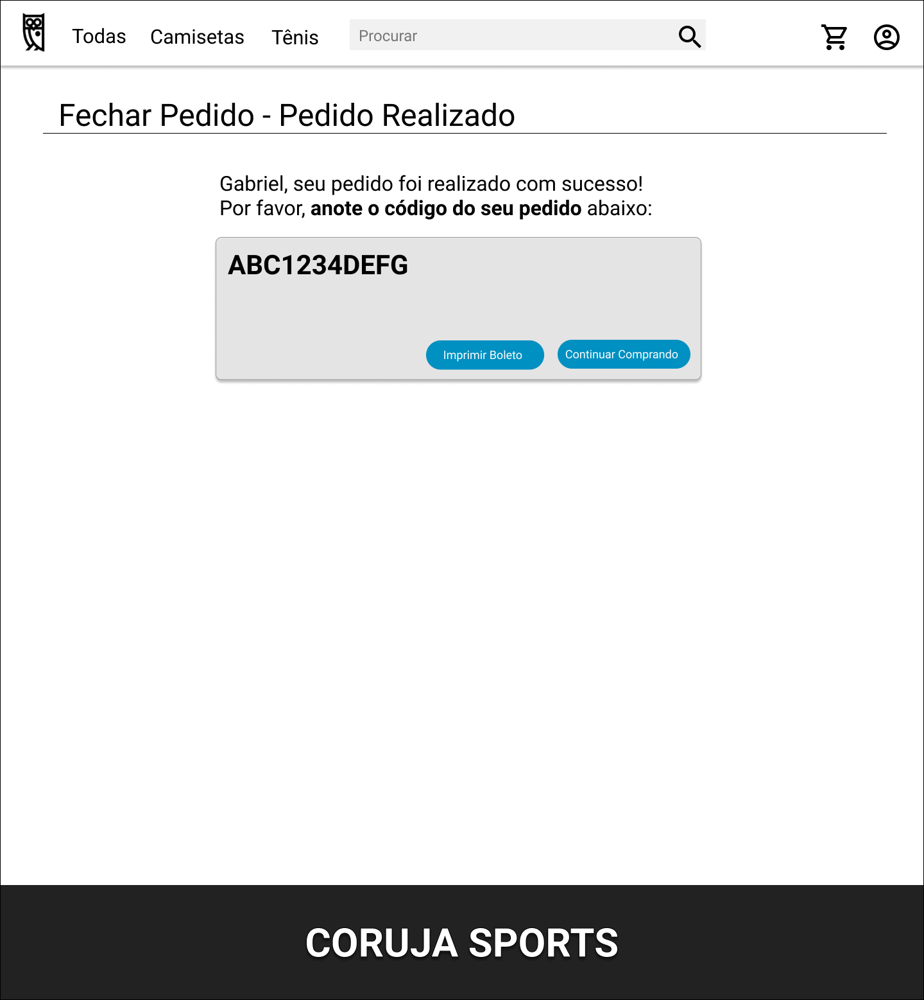 Todas Camisetas Tênis Procurar
Fechar Pedido - Pedido Realizado
Gabriel, seu pedido foi realizado com sucesso!
Por favor, anote o código do seu pedido abaixo:
ABC1234DEFG
Imprimir Boleto Continuar Comprando
CORUJA SPORTS